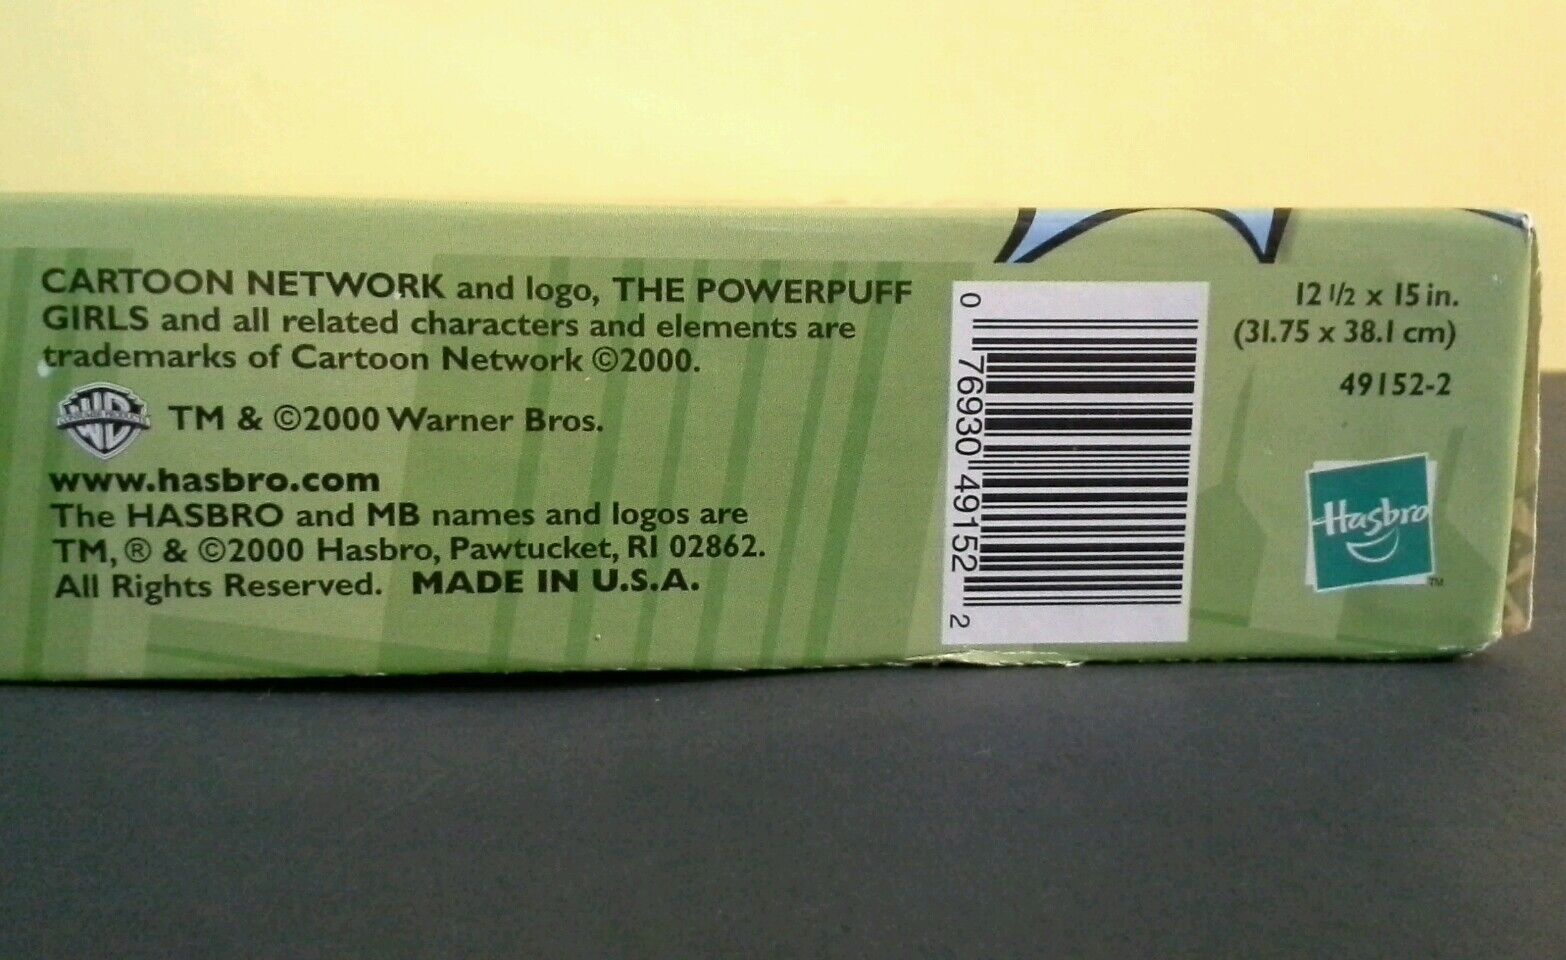 CARTOON NETWORK and logo, THE POWERPUFF
GIRLS and all related characters and elements are
trademarks of Cartoon Network ©2000.
WB TM & ©2000 Warner Bros.
www.hasbro.com
The HASBRO and MB names and logos are
TM, ® & ©2000 Hasbro, Pawtucket, RI 02862.
All Rights Reserved. MADE IN U.S.A.
0 76930 49152 2
12 1/2 x 15 in.
(31.75 x 38.1 cm)
49152-2
Hasbro
TM